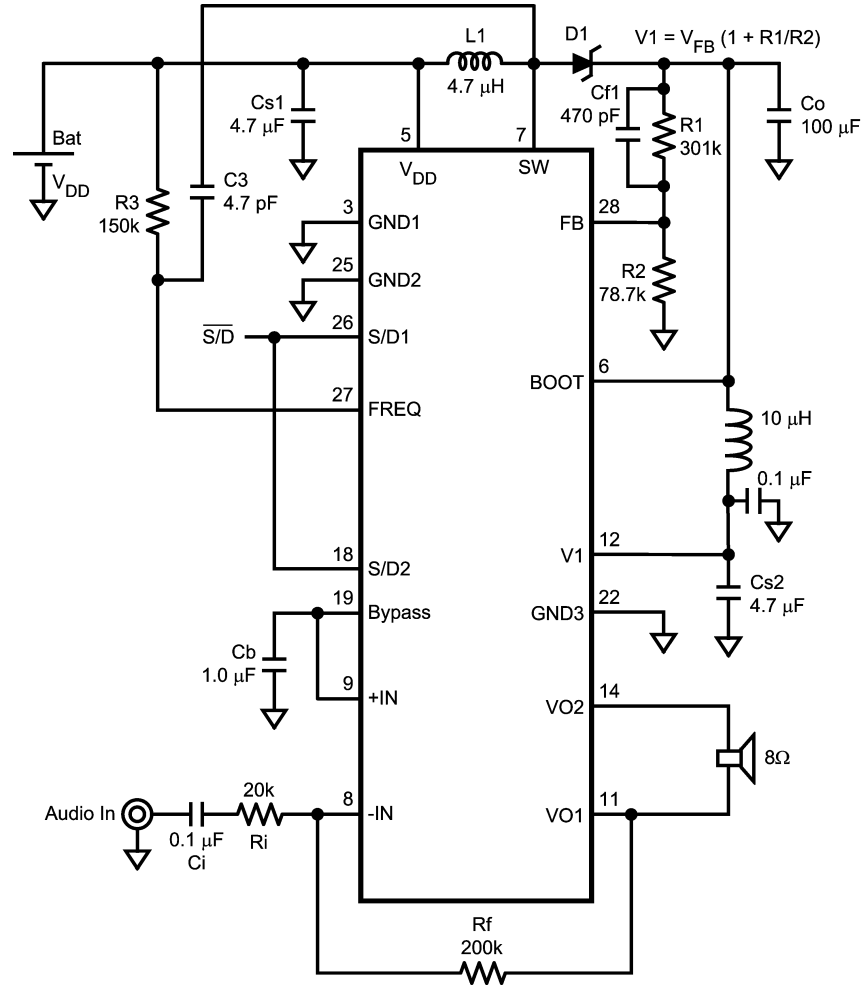 L1
4.7 μH
D1
V1 = VFB (1 + R1/R2)
Cs1
4.7 μF
Cf1
470 pF
R1
301k
Co
100 μF
Bat
VDD
R3
150k
C3
4.7 pF
5
VDD
7
SW
3
GND1
28
FB
25
GND2
R2
78.7k
S/D
26
S/D1
27
FREQ
6
BOOT
10 μH
0.1 μF
12
V1
18
S/D2
Cs2
4.7 μF
19
Bypass
22
GND3
Cb
1.0 μF
9
+IN
14
VO2
8Ω
Audio In
0.1 μF
Ci
20k
Ri
8
-IN
11
VO1
Rf
200k